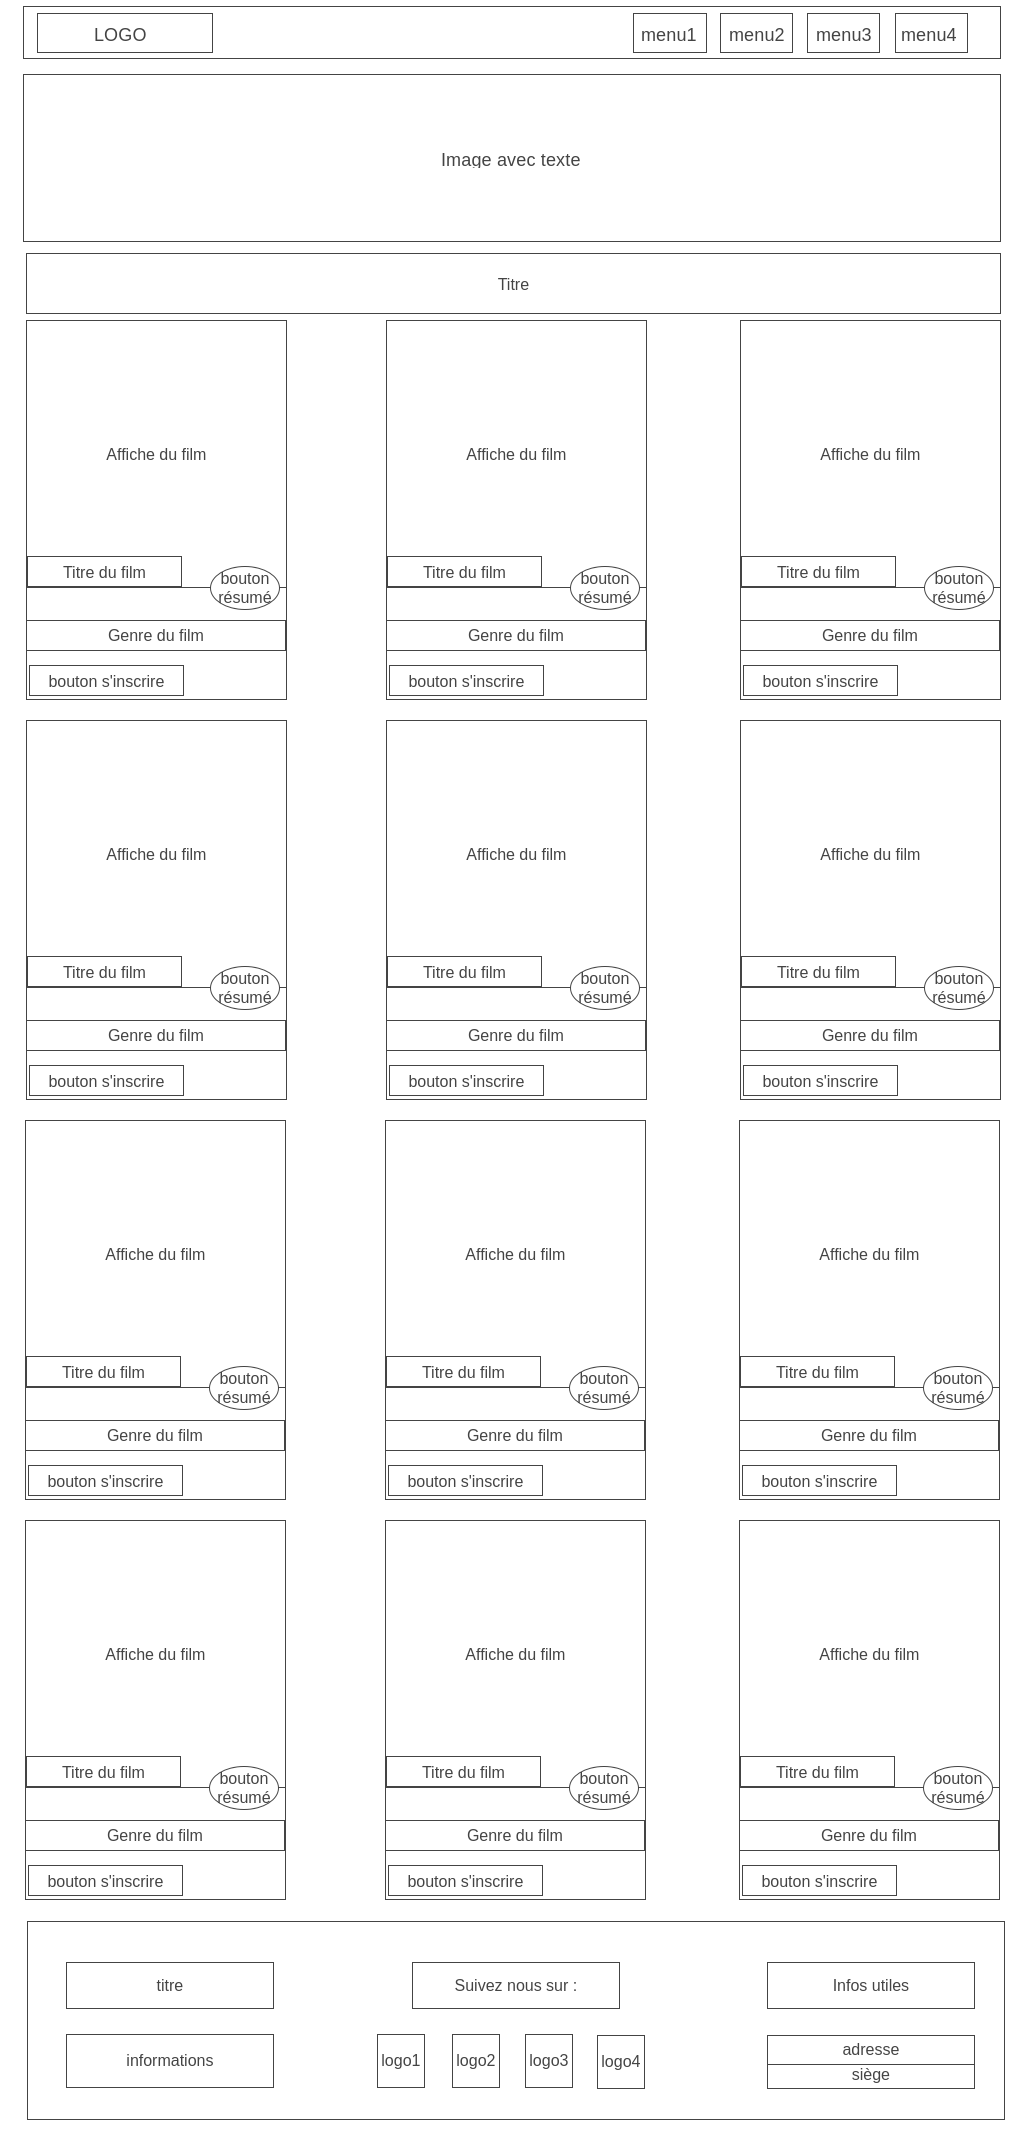 LOGO
menu1 menu2 menu3 menu4
Image avec texte
Titre
Affiche du film Affiche du film Affiche du film
Titre du film bouton résumé Titre du film bouton résumé Titre du film bouton résumé
Genre du film Genre du film Genre du film
bouton s'inscrire bouton s'inscrire bouton s'inscrire
Affiche du film Affiche du film Affiche du film
Titre du film bouton résumé Titre du film bouton résumé Titre du film bouton résumé
Genre du film Genre du film Genre du film
bouton s'inscrire bouton s'inscrire bouton s'inscrire
Affiche du film Affiche du film Affiche du film
Titre du film bouton résumé Titre du film bouton résumé Titre du film bouton résumé
Genre du film Genre du film Genre du film
bouton s'inscrire bouton s'inscrire bouton s'inscrire
Affiche du film Affiche du film Affiche du film
Titre du film bouton résumé Titre du film bouton résumé Titre du film bouton résumé
Genre du film Genre du film Genre du film
bouton s'inscrire bouton s'inscrire bouton s'inscrire
titre
informations
Suivez nous sur :
logo1 logo2 logo3 logo4
Infos utiles
adresse
siège